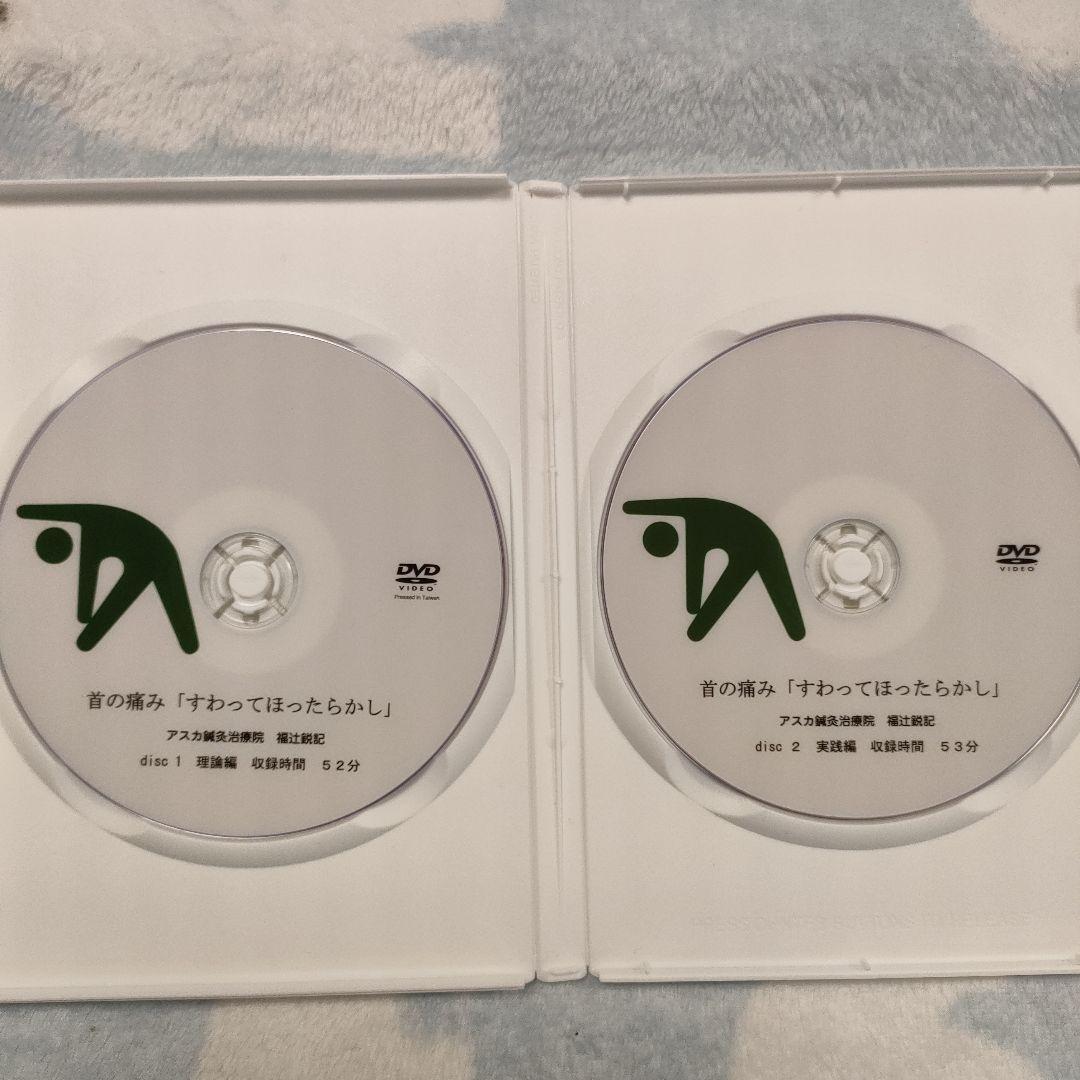 DVD
VIDEO
Pressed in Taiwan
首の痛み「すわってほったらかし」
アスカ鍼灸治療院 福辻鋭記
disc 1 理論編 収録時間 52分
DVD
VIDEO
首の痛み「すわってほったらかし」
アスカ鍼灸治療院 福辻鋭記
disc 2 実践編 収録時間 53分